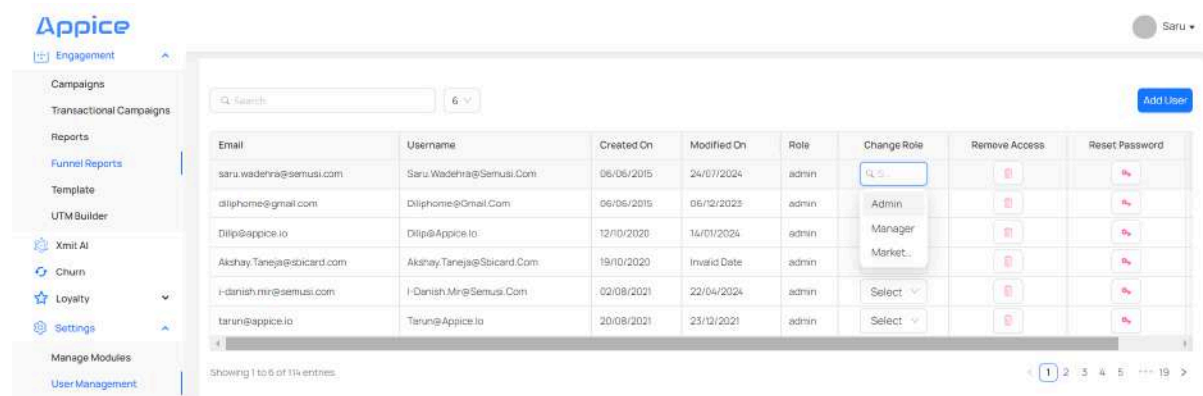 Appice
Saru
Engagement
Campaigns
Transactional Campaigns
Reports
Funnel Reports
Template
UTM Builder
Xmit AI
Churn
Loyalty
Settings
Manage Modules
User Management
Search
6
Add User
Email Username Created On Modified On Role Change Role Remove Access Reset Password
saru.wadehra@semusi.com Saru.Wadehra@Semusi.Com 06/06/2015 24/07/2024 admin S...
diliphome@gmail.com Diliphome@Gmail.Com 06/06/2015 06/12/2023 admin
Dilip@appice.io Dilip@Appice.Io 12/10/2020 14/01/2024 admin
Akshay.Taneja@sbicard.com Akshay.Taneja@Sbicard.Com 19/10/2020 Invalid Date admin
i-danish.mir@semusi.com I-Danish.Mir@Semusi.Com 02/08/2021 22/04/2024 admin Select
tarun@appice.io Tarun@Appice.Io 20/08/2021 23/12/2021 admin Select
Admin
Manager
Market...
Showing 1 to 6 of 114 entries.
< 1 2 3 4 5 ••• 19 >